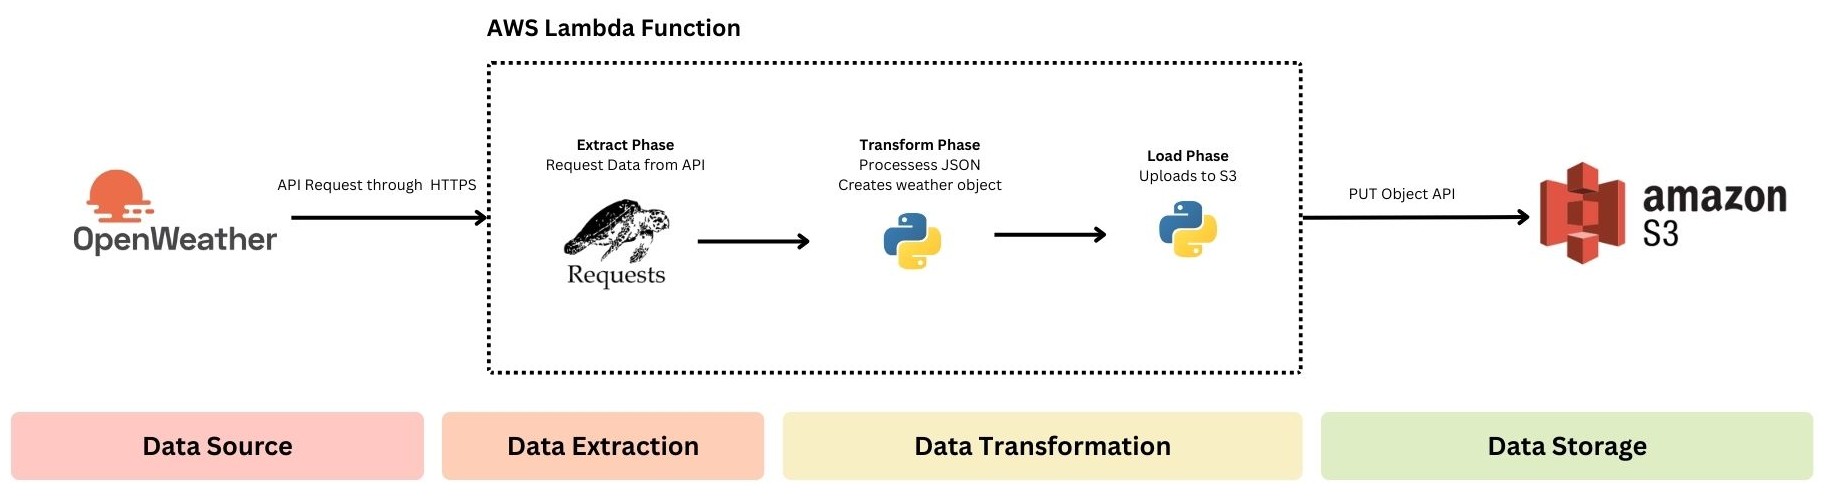 AWS Lambda Function
OpenWeather
API Request through  HTTPS
Extract Phase
Request Data from API
Requests
Transform Phase
Processess JSON
Creates weather object
Load Phase
Uploads to S3
PUT Object API
amazon
S3
Data Source
Data Extraction
Data Transformation
Data Storage